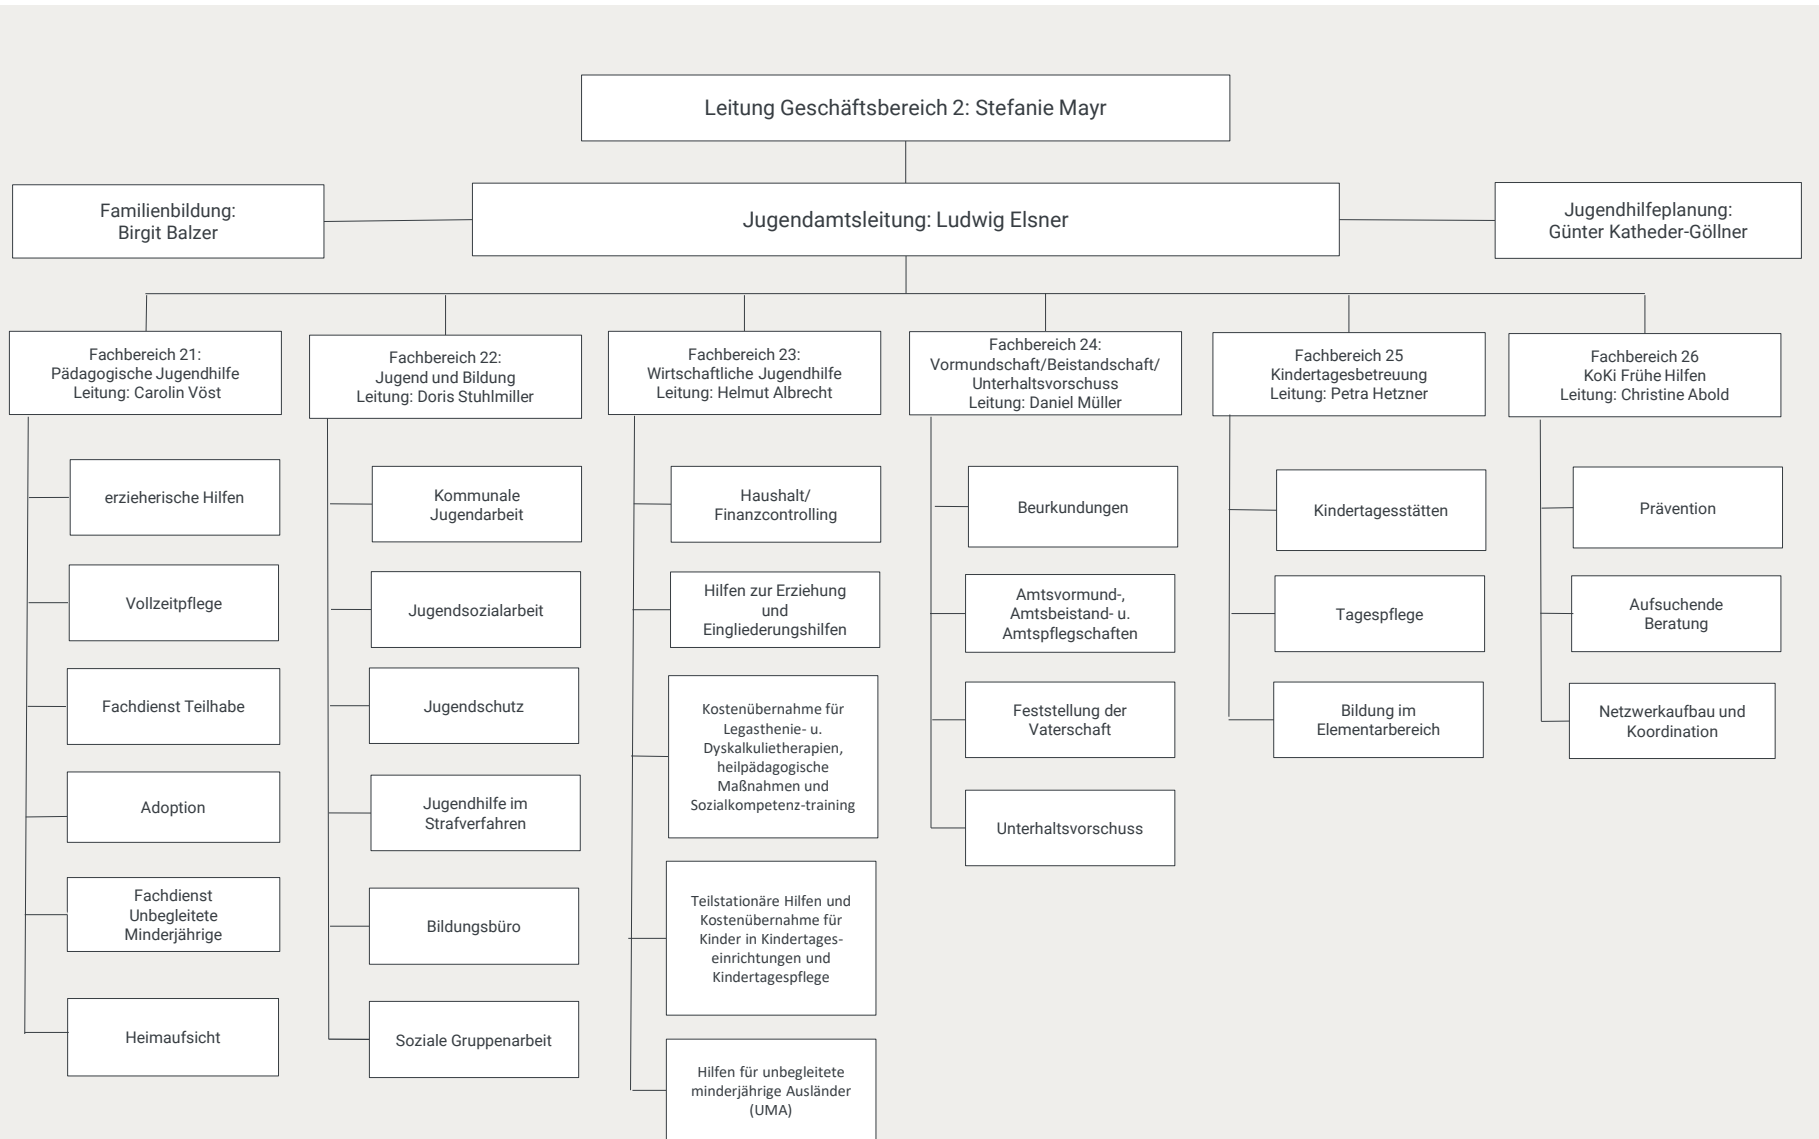 Leitung Geschäftsbereich 2: Stefanie Mayr
Familienbildung:
Birgit Balzer
Jugendamtsleitung: Ludwig Elsner
Jugendhilfeplanung:
Günter Katheder-Göllner
Fachbereich 21:
Pädagogische Jugendhilfe
Leitung: Carolin Vöst
erzieherische Hilfen
Vollzeitpflege
Fachdienst Teilhabe
Adoption
Fachdienst
Unbegleitete
Minderjährige
Heimaufsicht
Fachbereich 22:
Jugend und Bildung
Leitung: Doris Stuhlmiller
Kommunale
Jugendarbeit
Jugendsozialarbeit
Jugendschutz
Jugendhilfe im
Strafverfahren
Bildungsbüro
Soziale Gruppenarbeit
Fachbereich 23:
Wirtschaftliche Jugendhilfe
Leitung: Helmut Albrecht
Haushalt/
Finanzcontrolling
Hilfen zur Erziehung
und
Eingliederungshilfen
Kostenübernahme für
Legasthenie- u.
Dyskalkulietherapien,
heilpädagogische
Maßnahmen und
Sozialkompetenz-training
Teilstationäre Hilfen und
Kostenübernahme für
Kinder in Kindertages-
einrichtungen und
Kindertagespflege
Hilfen für unbegleitete
minderjährige Ausländer
(UMA)
Fachbereich 24:
Vormundschaft/Beistandschaft/
Unterhaltsvorschuss
Leitung: Daniel Müller
Beurkundungen
Amtsvormund-,
Amtsbeistand- u.
Amtspflegschaften
Feststellung der
Vaterschaft
Unterhaltsvorschuss
Fachbereich 25
Kindertagesbetreuung
Leitung: Petra Hetzner
Kindertagesstätten
Tagespflege
Bildung im
Elementarbereich
Fachbereich 26
KoKi Frühe Hilfen
Leitung: Christine Abold
Prävention
Aufsuchende
Beratung
Netzwerkaufbau und
Koordination